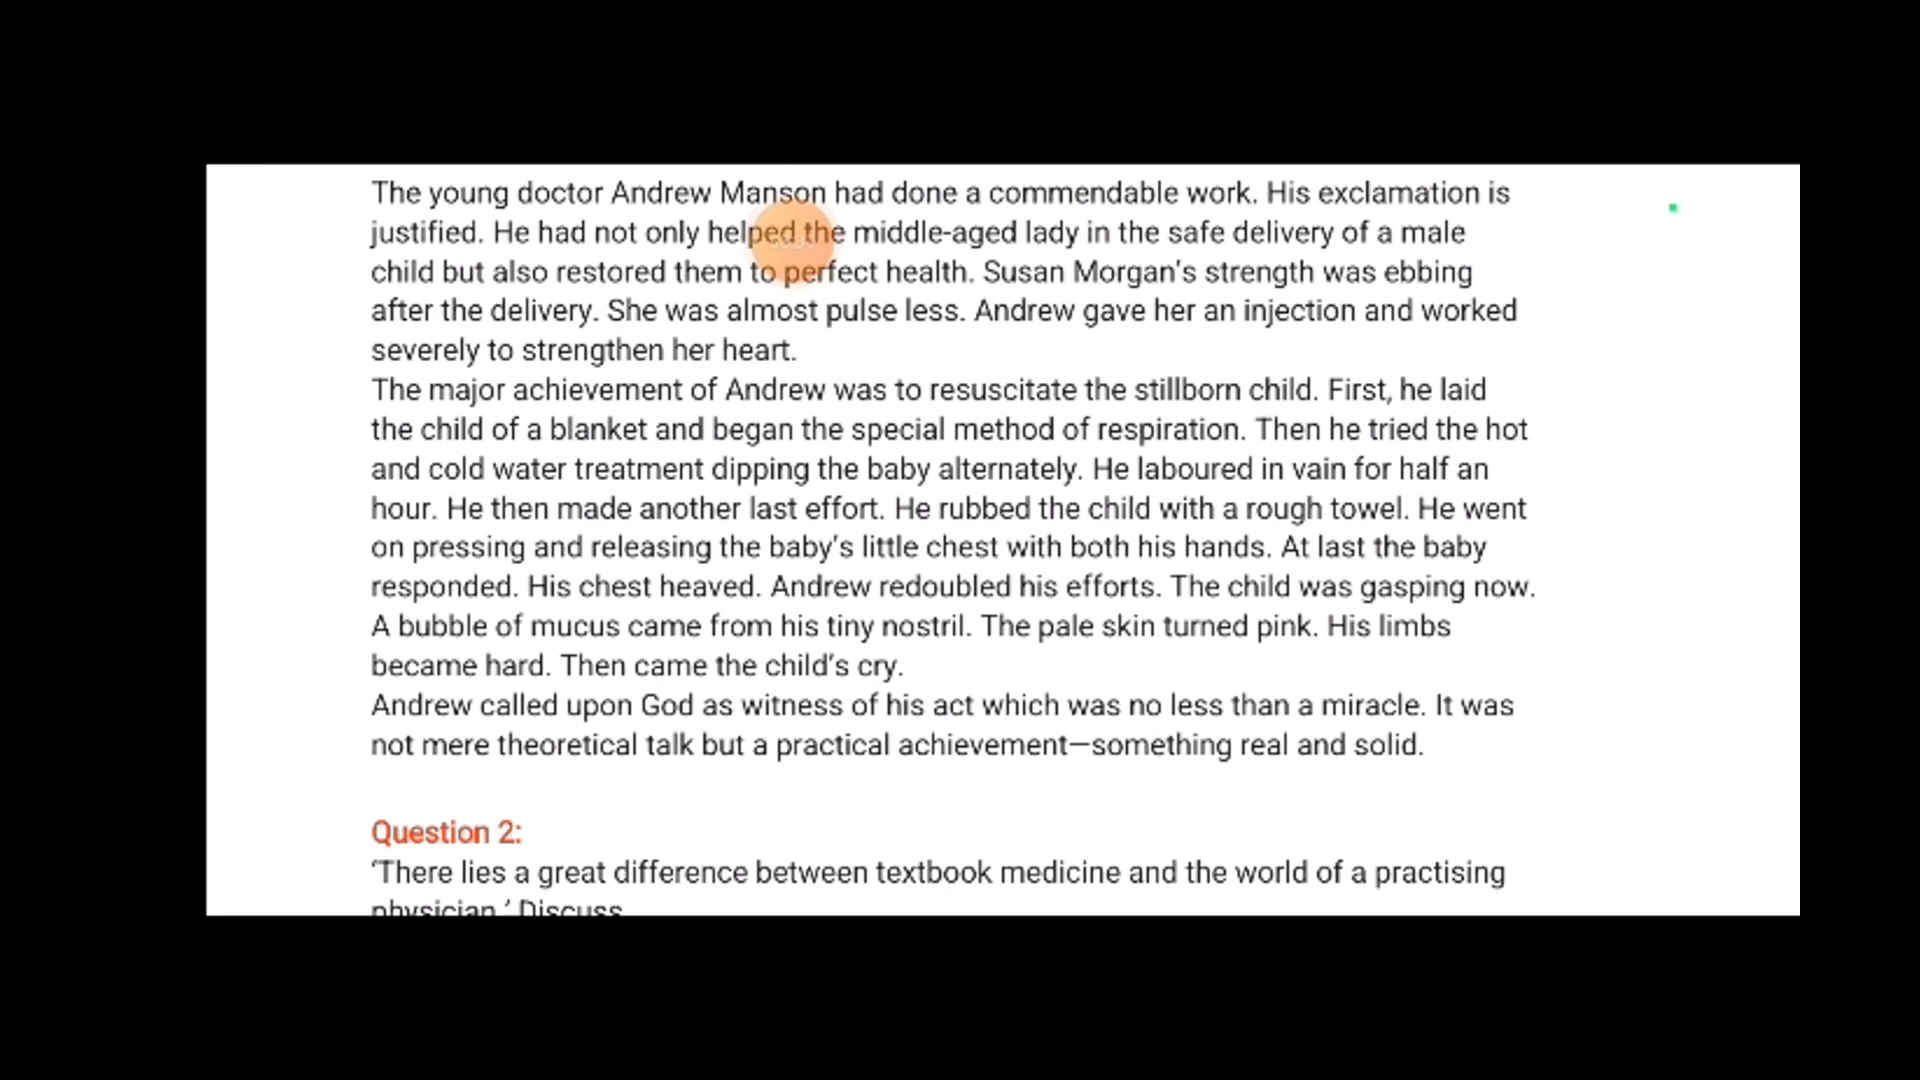 The young doctor Andrew Manson had done a commendable work. His exclamation is
justified. He had not only helped the middle-aged lady in the safe delivery of a male
child but also restored them to perfect health. Susan Morgan's strength was ebbing
after the delivery. She was almost pulse less. Andrew gave her an injection and worked
severely to strengthen her heart.
The major achievement of Andrew was to resuscitate the stillborn child. First, he laid
the child of a blanket and began the special method of respiration. Then he tried the hot
and cold water treatment dipping the baby alternately. He laboured in vain for half an
hour. He then made another last effort. He rubbed the child with a rough towel. He went
on pressing and releasing the baby's little chest with both his hands. At last the baby
responded. His chest heaved. Andrew redoubled his efforts. The child was gasping now.
A bubble of mucus came from his tiny nostril. The pale skin turned pink. His limbs
became hard. Then came the child's cry.
Andrew called upon God as witness of his act which was no less than a miracle. It was
not mere theoretical talk but a practical achievement—something real and solid.
Question 2:
‘There lies a great difference between textbook medicine and the world of a practising
physician.’ Discuss